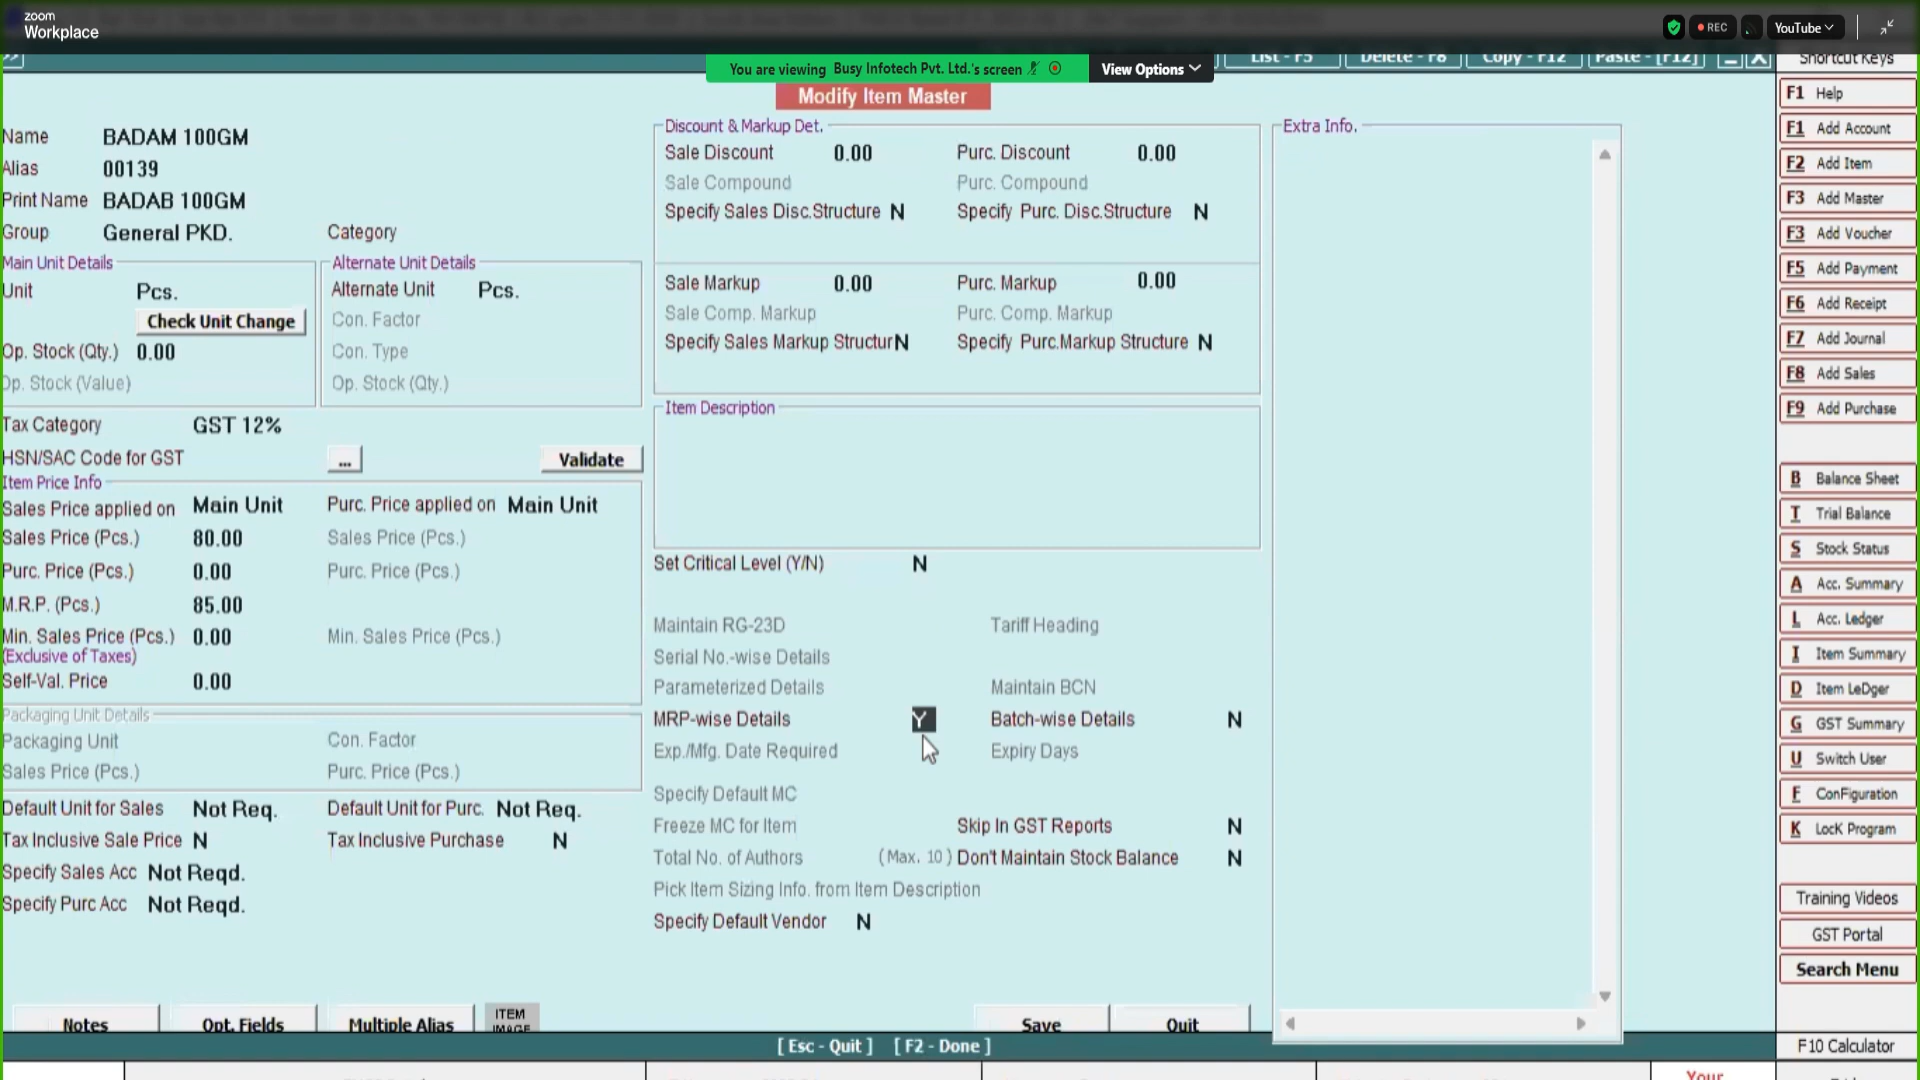 zoom
Workplace
REC
YouTube
You are viewing Busy Infotech Pvt. Ltd.'s screen
View Options
List - F5
Delete - F8
Copy - F12
Paste - [F12]
Modify Item Master
Name BADAM 100GM
Alias 00139
Print Name BADAB 100GM
Group General PKD. Category
Main Unit Details
Unit Pcs.
Check Unit Change
Op. Stock (Qty.) 0.00
Op. Stock (Value)
Alternate Unit Details
Alternate Unit Pcs.
Con. Factor
Con. Type
Op. Stock (Qty.)
Tax Category GST 12%
HSN/SAC Code for GST ... Validate
Item Price Info
Sales Price applied on Main Unit Purc. Price applied on Main Unit
Sales Price (Pcs.) 80.00 Sales Price (Pcs.)
Purc. Price (Pcs.) 0.00 Purc. Price (Pcs.)
M.R.P. (Pcs.) 85.00
Min. Sales Price (Pcs.) 0.00 Min. Sales Price (Pcs.)
(Exclusive of Taxes)
Self-Val. Price 0.00
Packaging Unit Details
Packaging Unit Con. Factor
Sales Price (Pcs.) Purc. Price (Pcs.)
Default Unit for Sales Not Req. Default Unit for Purc. Not Req.
Tax Inclusive Sale Price N Tax Inclusive Purchase N
Specify Sales Acc Not Reqd.
Specify Purc Acc Not Reqd.
Notes
Opt. Fields
Multiple Alias
ITEM
IMAGE
Discount & Markup Det.
Sale Discount 0.00 Purc. Discount 0.00
Sale Compound Purc. Compound
Specify Sales Disc.Structure N Specify Purc. Disc.Structure N
Sale Markup 0.00 Purc. Markup 0.00
Sale Comp. Markup Purc. Comp. Markup
Specify Sales Markup StructurN Specify Purc.Markup Structure N
Item Description
Set Critical Level (Y/N) N
Maintain RG-23D Tariff Heading
Serial No.-wise Details
Parameterized Details Maintain BCN
MRP-wise Details Y Batch-wise Details N
Exp./Mfg. Date Required Expiry Days
Specify Default MC
Freeze MC for Item Skip In GST Reports N
Total No. of Authors (Max. 10) Don't Maintain Stock Balance N
Pick Item Sizing Info. from Item Description
Specify Default Vendor N
Save
Quit
Extra Info.
[ Esc - Quit ] [ F2 - Done ]
Shortcut Keys
F1 Help
F1 Add Account
F2 Add Item
F3 Add Master
F3 Add Voucher
F5 Add Payment
F6 Add Receipt
F7 Add Journal
F8 Add Sales
F9 Add Purchase
B Balance Sheet
T Trial Balance
S Stock Status
A Acc. Summary
L Acc. Ledger
I Item Summary
D Item LeDger
G GST Summary
U Switch User
F ConFiguration
K LocK Program
Training Videos
GST Portal
Search Menu
F10 Calculator
Your